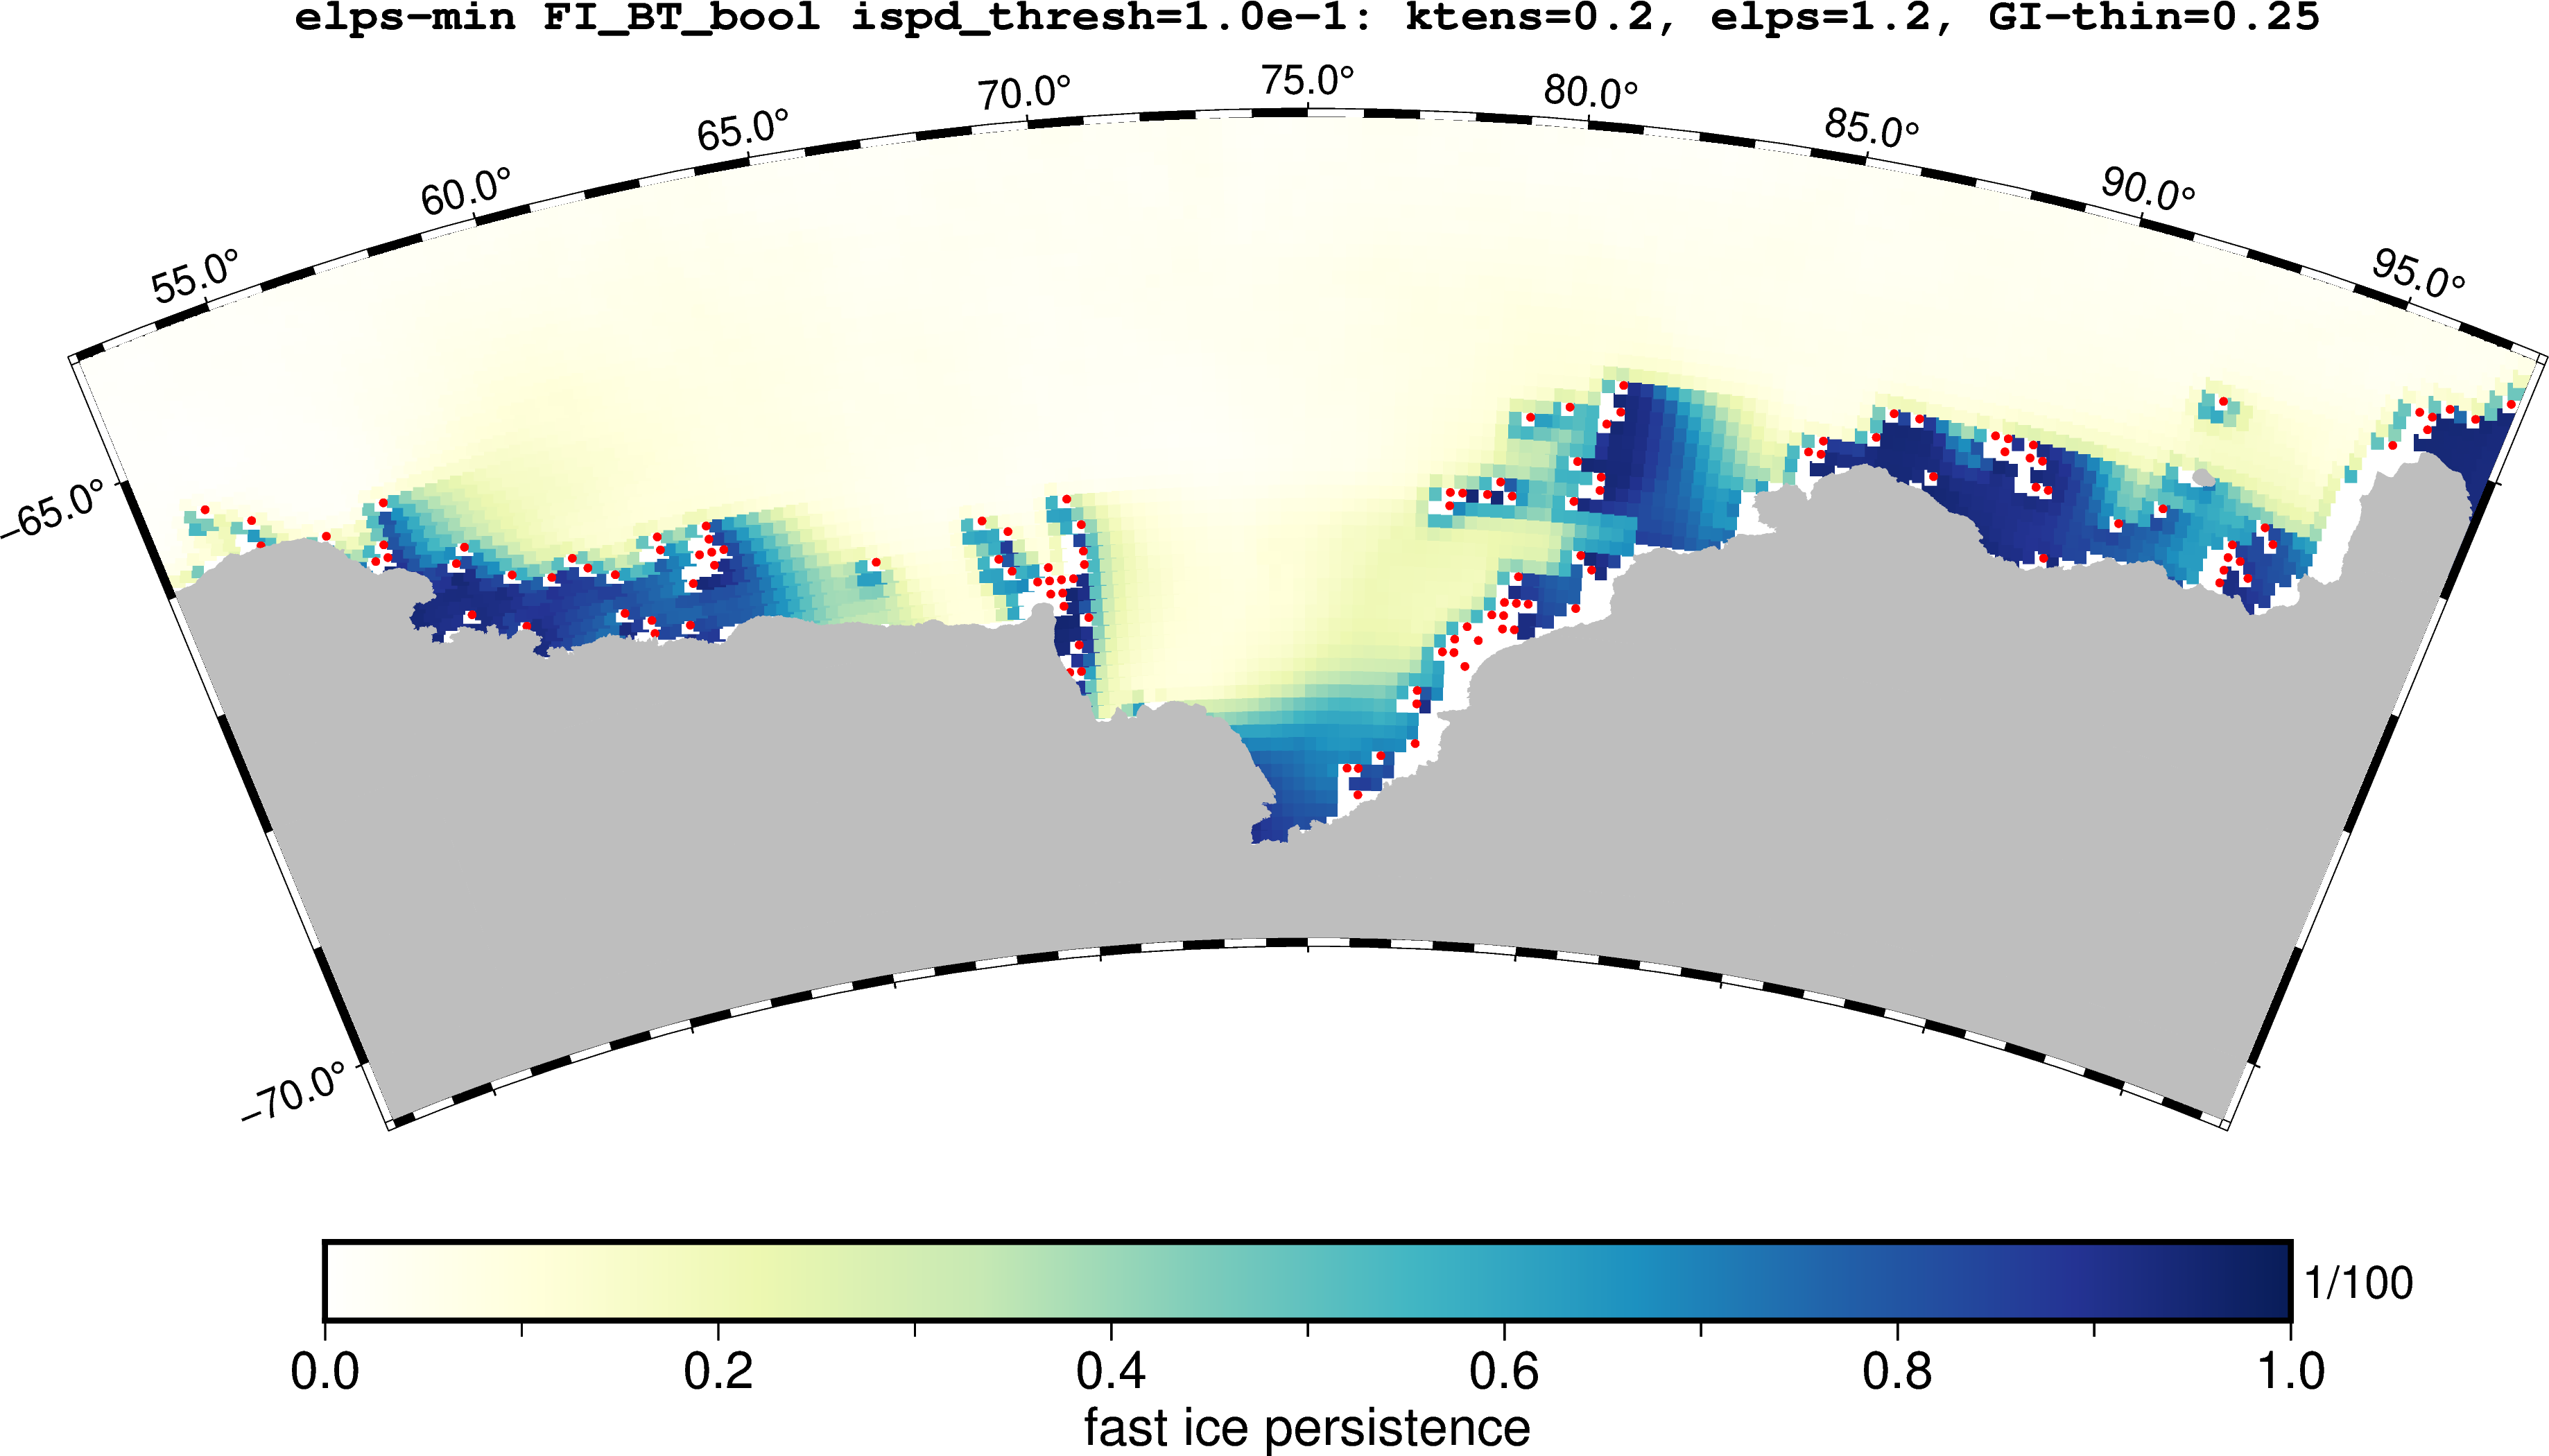 elps-min FI_BT_bool ispd_thresh=1.0e-1: ktens=0.2, elps=1.2, GI-thin=0.25
75.0°
70.0° 80.0°
65.0° 85.0°
60.0° 90.0°
55.0° 95.0°
-65.0°
-70.0°
1/100
0.0 0.2 0.4 0.6 0.8 1.0
fast ice persistence